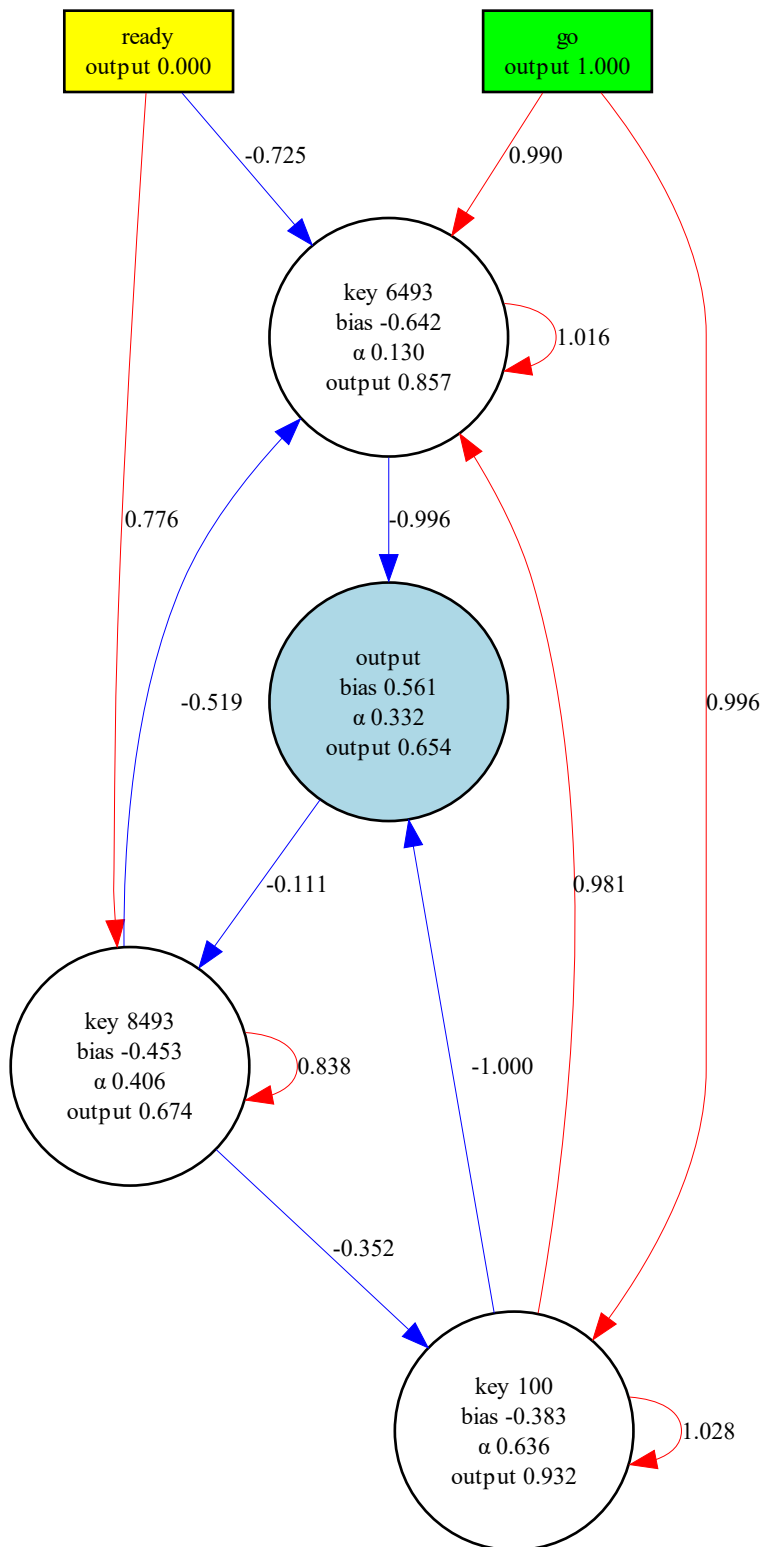 ready
output 0.000
go
output 1.000
-0.725
0.990
key 6493
bias -0.642
α 0.130
output 0.857
1.016
0.776
-0.996
-0.519
output
bias 0.561
α 0.332
output 0.654
0.996
-0.111
0.981
key 8493
bias -0.453
α 0.406
output 0.674
0.838
-1.000
-0.352
key 100
bias -0.383
α 0.636
output 0.932
1.028